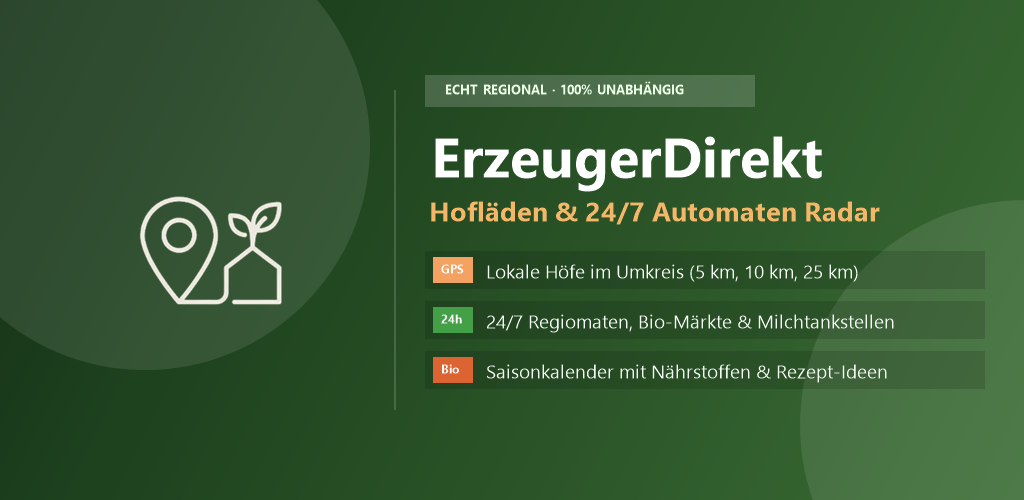 ECHT REGIONAL · 100% UNABHÄNGIG
ErzeugerDirekt
Hofläden & 24/7 Automaten Radar
GPS Lokale Höfe im Umkreis (5 km, 10 km, 25 km)
24h 24/7 Regiomaten, Bio-Märkte & Milchtankstellen
Bio Saisonkalender mit Nährstoffen & Rezept-Ideen